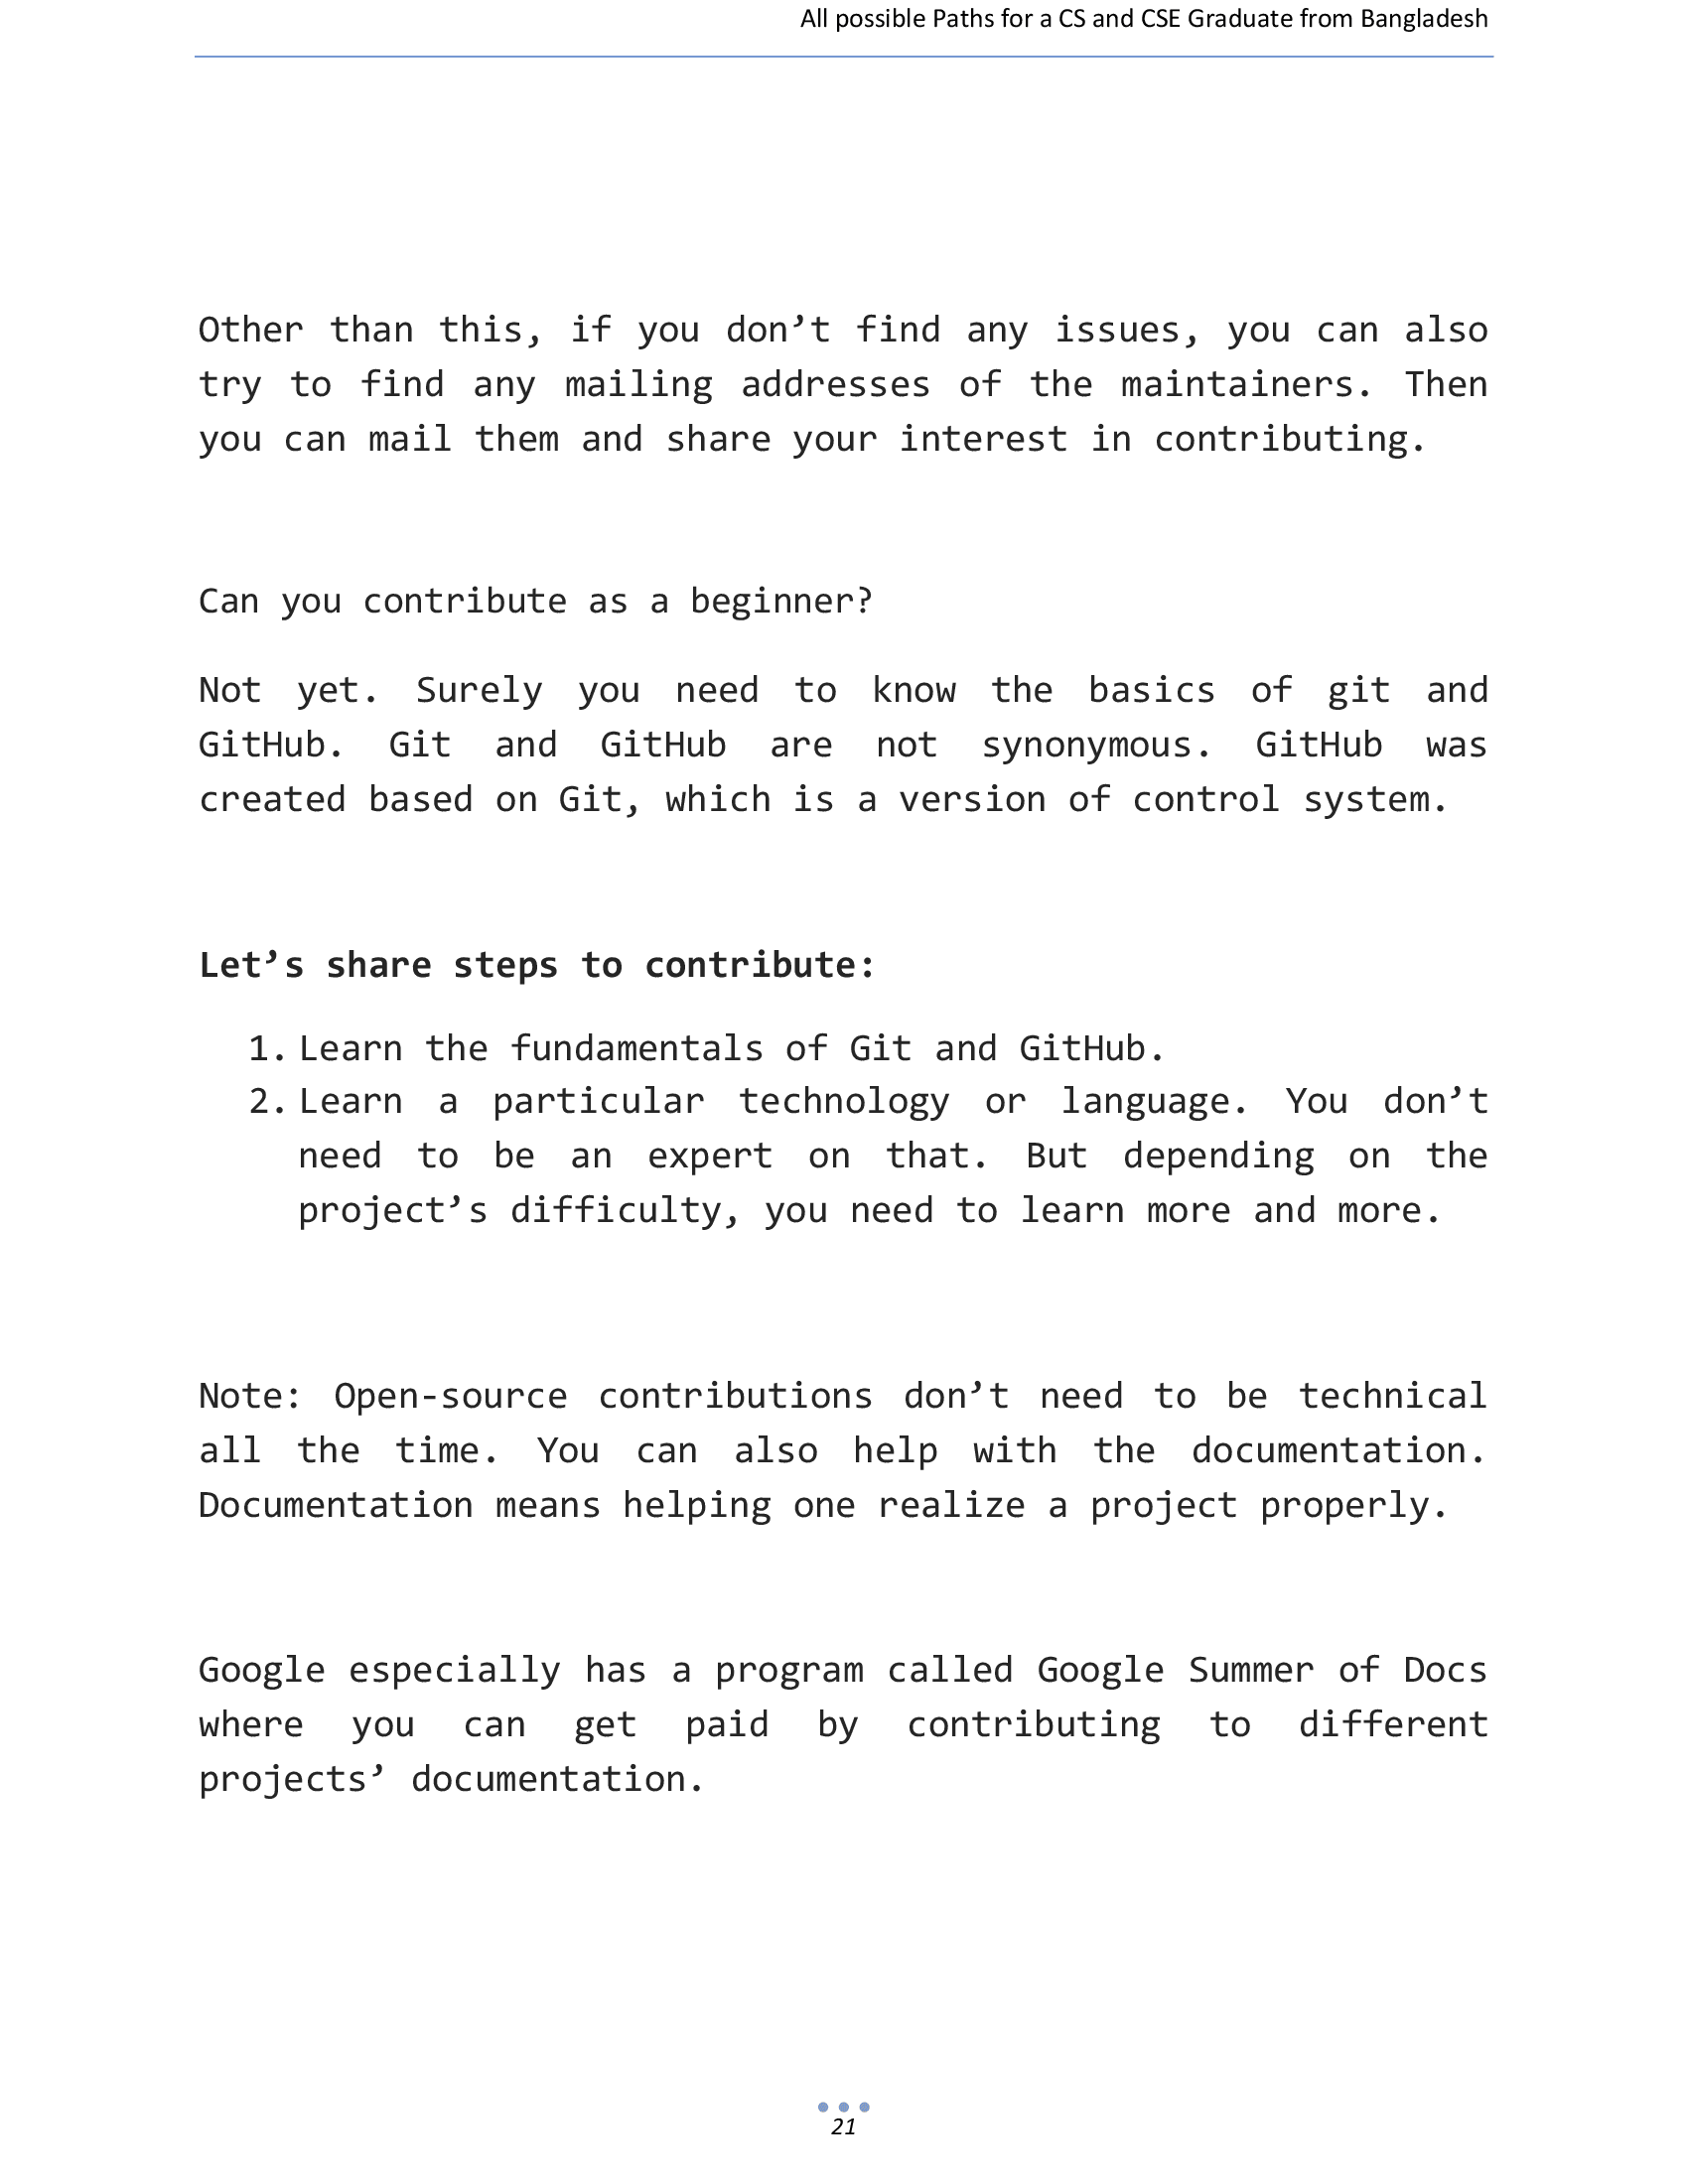 All possible Paths for a CS and CSE Graduate from Bangladesh
Other than this, if you don’t find any issues, you can also
try to find any mailing addresses of the maintainers. Then
you can mail them and share your interest in contributing.
Can you contribute as a beginner?
Not yet. Surely you need to know the basics of git and
GitHub. Git and GitHub are not synonymous. GitHub was
created based on Git, which is a version of control system.
Let’s share steps to contribute:
1. Learn the fundamentals of Git and GitHub.
2. Learn a particular technology or language. You don’t
need to be an expert on that. But depending on the
project’s difficulty, you need to learn more and more.
Note: Open-source contributions don’t need to be technical
all the time. You can also help with the documentation.
Documentation means helping one realize a project properly.
Google especially has a program called Google Summer of Docs
where you can get paid by contributing to different
projects’ documentation.
21